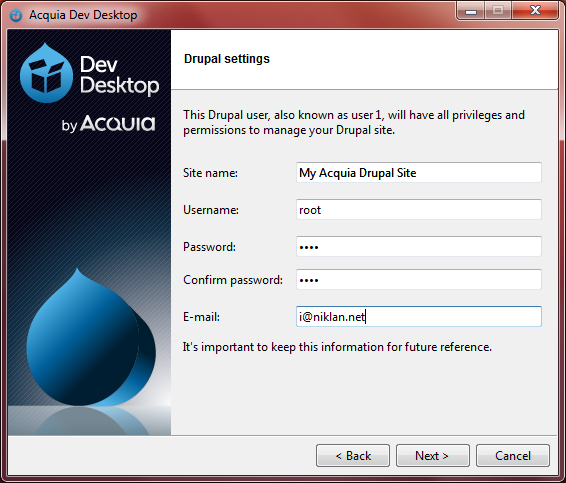 Acquia Dev Desktop
Dev
Desktop
by Acquia
Drupal settings
This Drupal user, also known as user 1, will have all privileges and
permissions to manage your Drupal site.
Site name: My Acquia Drupal Site
Username: root
Password: ••••
Confirm password: ••••
E-mail: i@niklan.net
It's important to keep this information for future reference.
< Back Next > Cancel